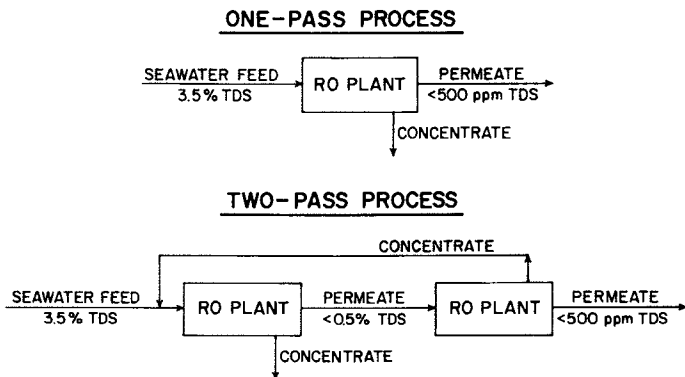 ONE-PASS PROCESS
SEAWATER FEED
3.5% TDS
RO PLANT
PERMEATE
<500 ppm TDS
CONCENTRATE
TWO-PASS PROCESS
CONCENTRATE
SEAWATER FEED
3.5% TDS
RO PLANT
PERMEATE
<0.5% TDS
RO PLANT
PERMEATE
<500 ppm TDS
CONCENTRATE